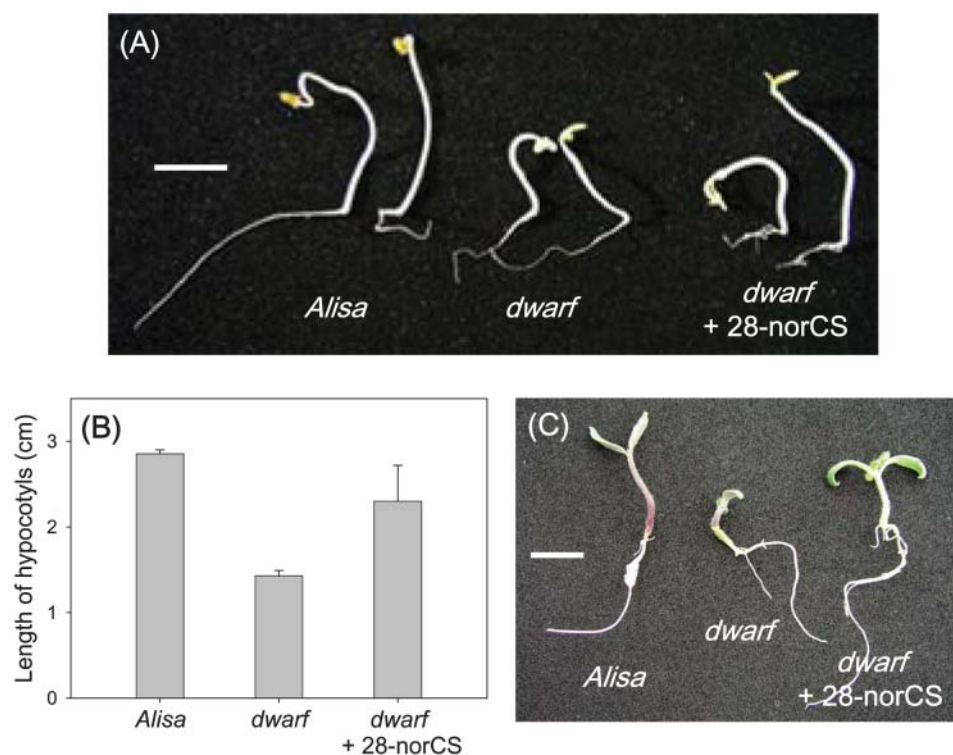 (A)
Alisa
dwarf
dwarf
+ 28-norCS
(B)
Length of hypocotyls (cm)
3
2
1
0
Alisa
dwarf
dwarf
+ 28-norCS
(C)
Alisa
dwarf
dwarf
+ 28-norCS